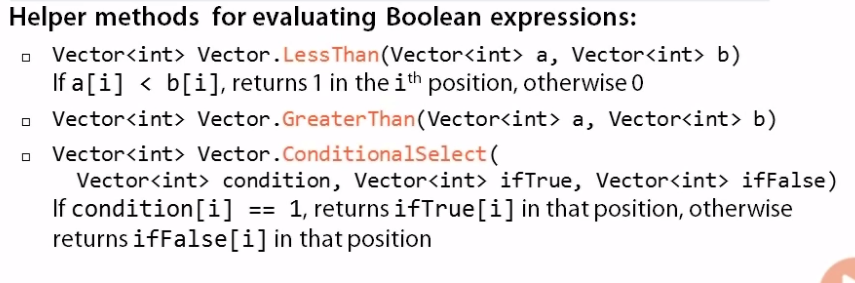 Helper methods for evaluating Boolean expressions:
Vector<int> Vector.LessThan(Vector<int> a, Vector<int> b)
If a[i] < b[i], returns 1 in the ith position, otherwise 0
Vector<int> Vector.GreaterThan(Vector<int> a, Vector<int> b)
Vector<int> Vector.ConditionalSelect(
Vector<int> condition, Vector<int> ifTrue, Vector<int> ifFalse)
If condition[i] == 1, returns ifTrue[i] in that position, otherwise
returns ifFalse[i] in that position